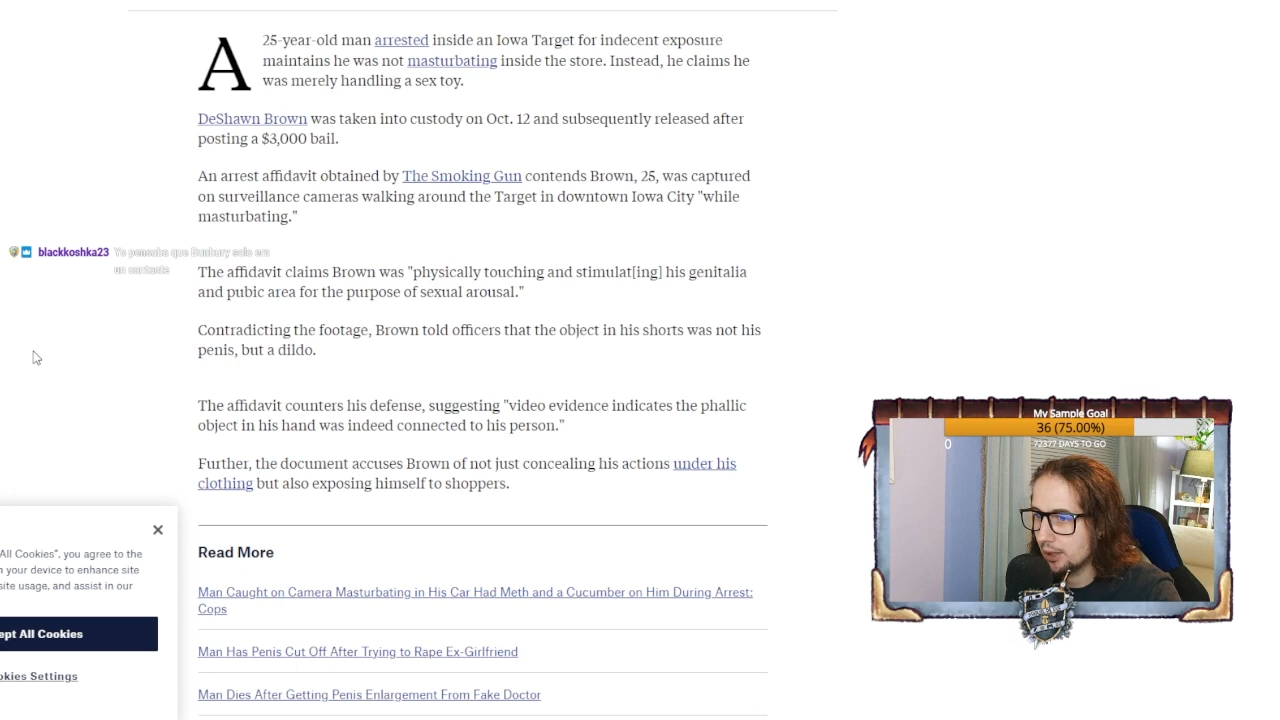 A 25-year-old man arrested inside an Iowa Target for indecent exposure
maintains he was not masturbating inside the store. Instead, he claims he
was merely handling a sex toy.
DeShawn Brown was taken into custody on Oct. 12 and subsequently released after
posting a $3,000 bail.
An arrest affidavit obtained by The Smoking Gun contends Brown, 25, was captured
on surveillance cameras walking around the Target in downtown Iowa City "while
masturbating."
blackkoshka23 Yo pensaba que Bunbury solo era
un cantante
The affidavit claims Brown was "physically touching and stimulat[ing] his genitalia
and pubic area for the purpose of sexual arousal."
Contradicting the footage, Brown told officers that the object in his shorts was not his
penis, but a dildo.
The affidavit counters his defense, suggesting "video evidence indicates the phallic
object in his hand was indeed connected to his person."
Further, the document accuses Brown of not just concealing his actions under his
clothing but also exposing himself to shoppers.
Read More
Man Caught on Camera Masturbating in His Car Had Meth and a Cucumber on Him During Arrest:
Cops
Man Has Penis Cut Off After Trying to Rape Ex-Girlfriend
Man Dies After Getting Penis Enlargement From Fake Doctor
All Cookies", you agree to the
n your device to enhance site
site usage, and assist in our
ept All Cookies
okies Settings
My Sample Goal
36 (75.00%)
0
72377 DAYS TO GO